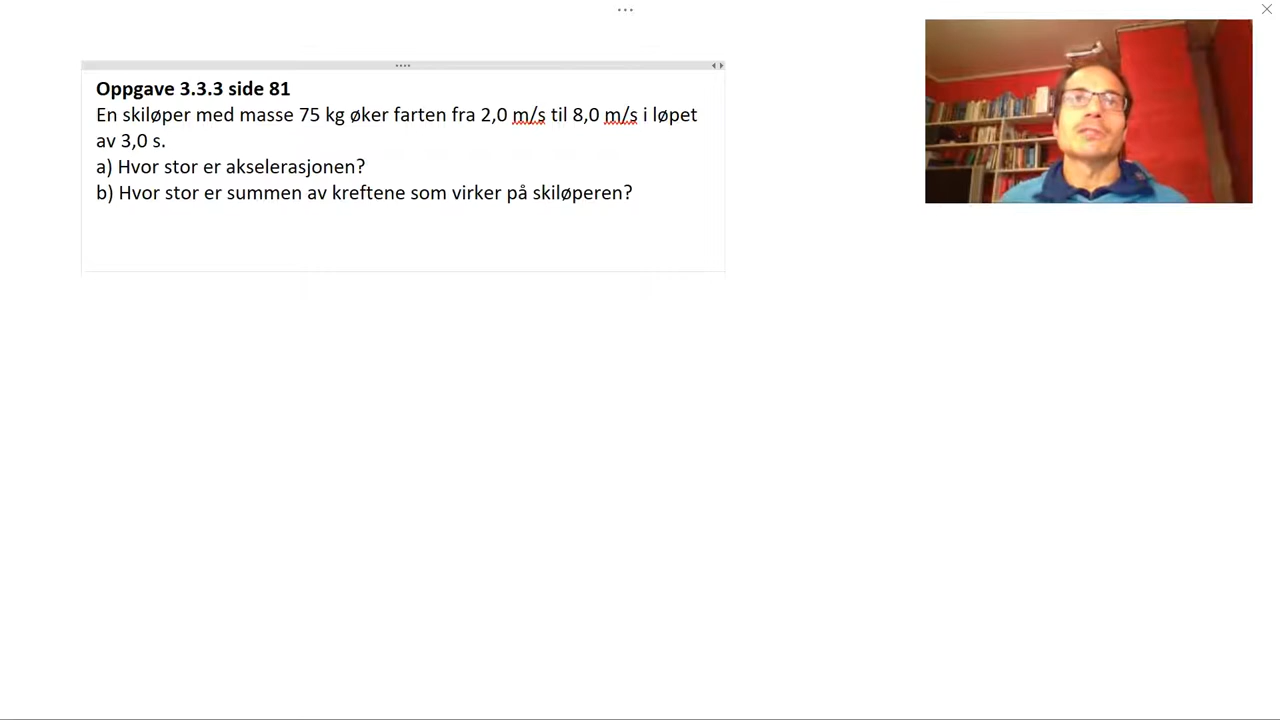 Oppgave 3.3.3 side 81
En skiløper med masse 75 kg øker farten fra 2,0 m/s til 8,0 m/s i løpet
av 3,0 s.
a) Hvor stor er akselerasjonen?
b) Hvor stor er summen av kreftene som virker på skiløperen?